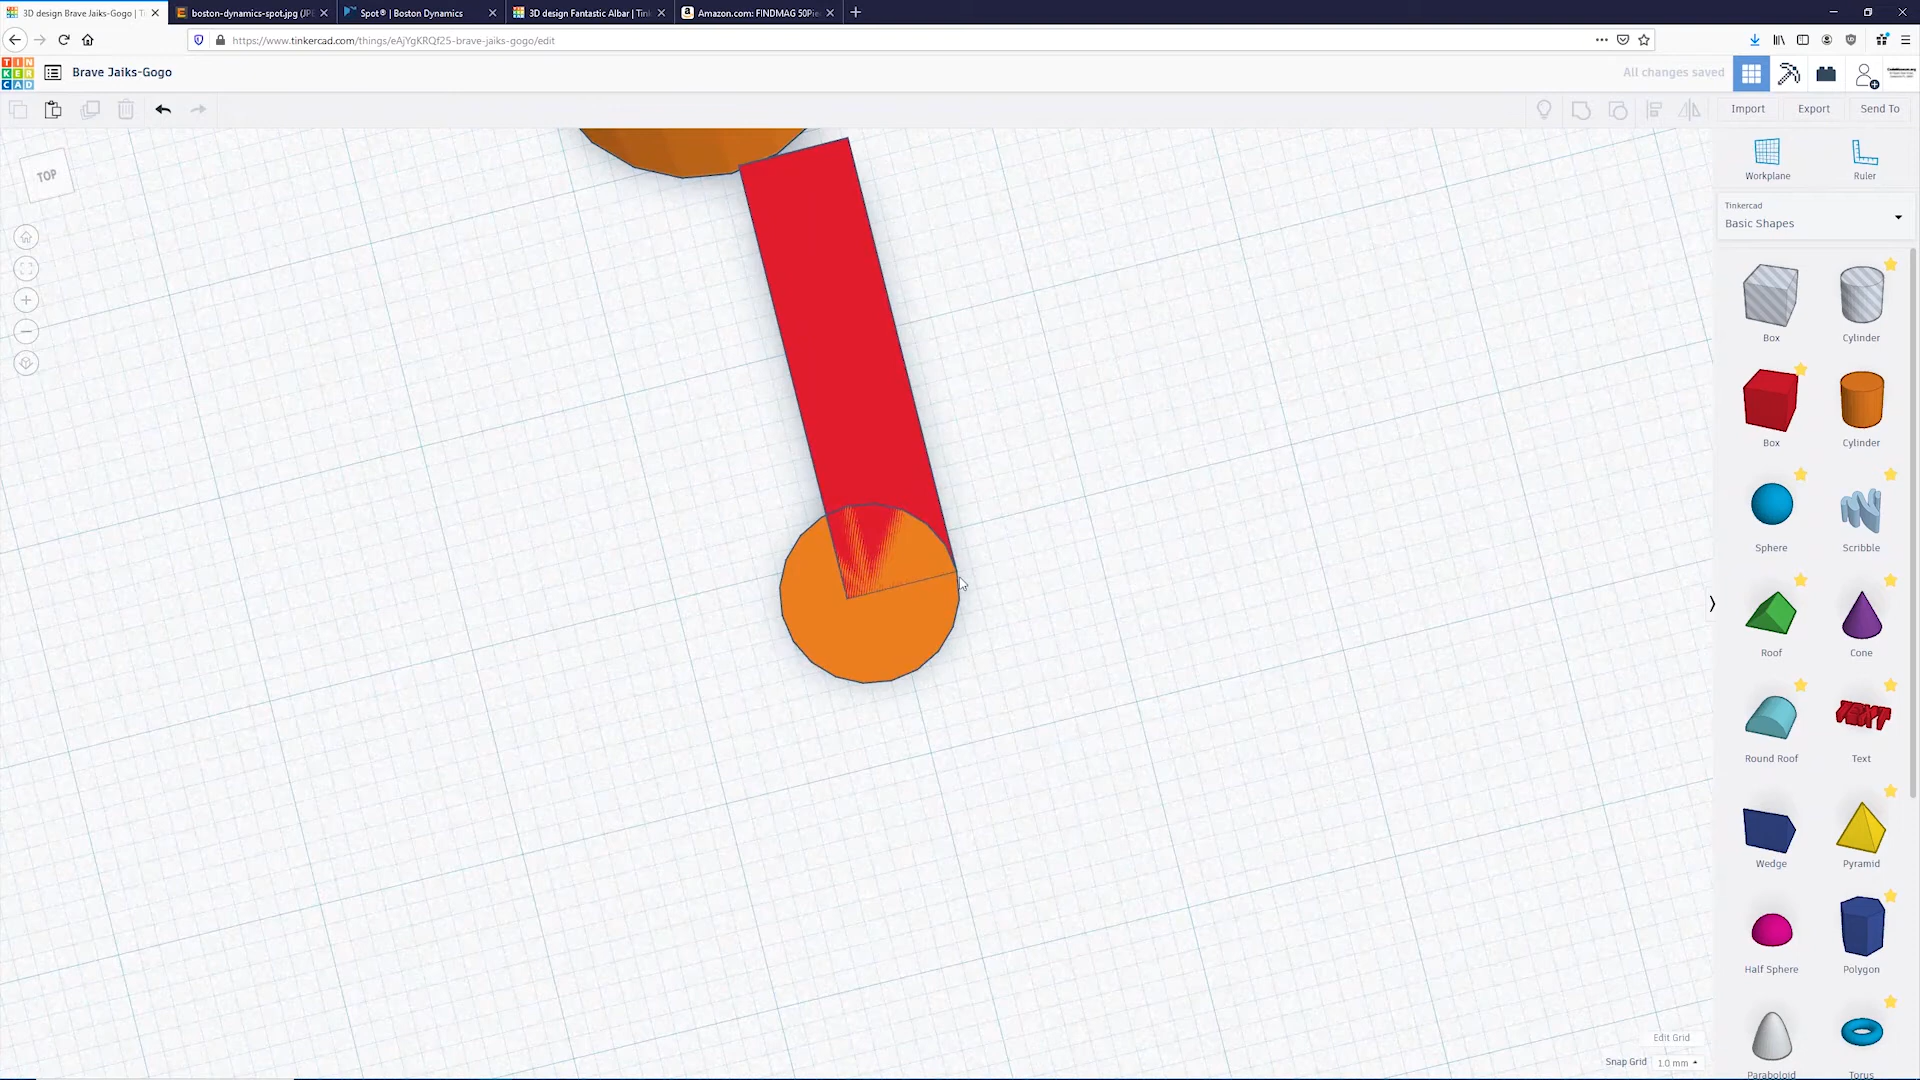 3D design Brave Jaiks-Gogo | Ti
boston-dynamics-spot.jpg (JPE
Spot® | Boston Dynamics
3D design Fantastic Albar | Tin
Amazon.com: FINDMAG 50Pie
https://www.tinkercad.com/things/eAjYgKRQf25-brave-jaiks-gogo/edit
TIN
KER
CAD
Brave Jaiks-Gogo
All changes saved
Import
Export
Send To
TOP
Workplane
Ruler
Tinkercad
Basic Shapes
Box
Cylinder
Box
Cylinder
Sphere
Scribble
Roof
Cone
TEXT
Round Roof
Text
Wedge
Pyramid
Half Sphere
Polygon
Edit Grid
Snap Grid
1.0 mm
Paraboloid
Torus